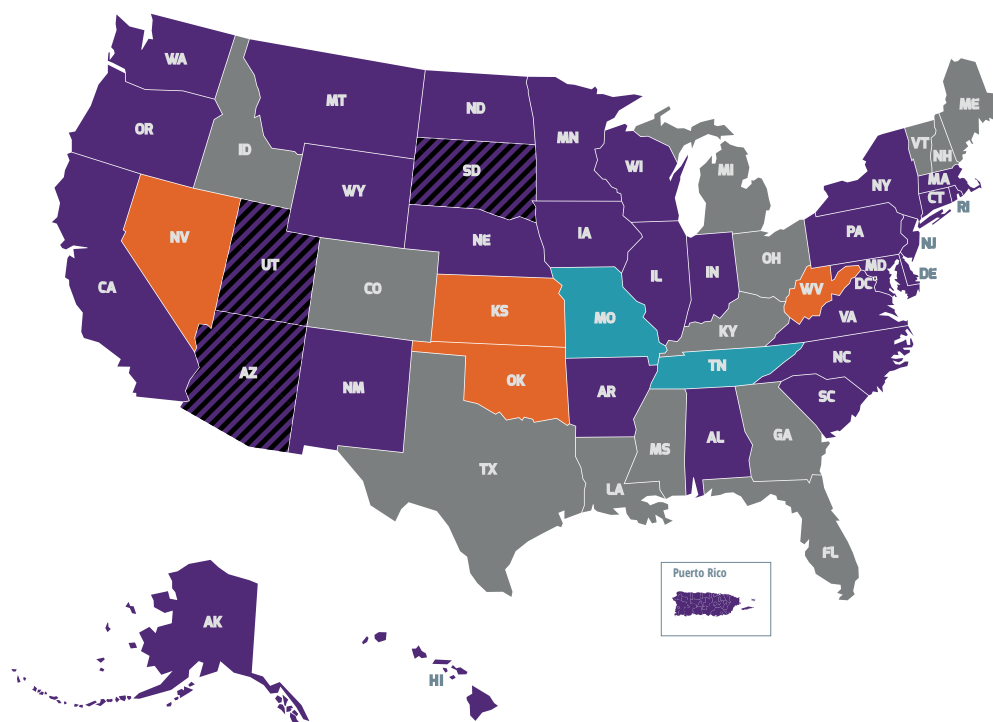 WA
MT
ND
MN
ME
OR
ID
SD
WI
MI
VT
NH
WY
NY
MA
CT
RI
NV
UT
NE
IA
PA
NJ
CA
CO
IL
IN
OH
MD
DE
DC
WV
KS
MO
KY
VA
AZ
NM
OK
AR
TN
NC
SC
TX
LA
MS
AL
GA
FL
Puerto Rico
AK
HI